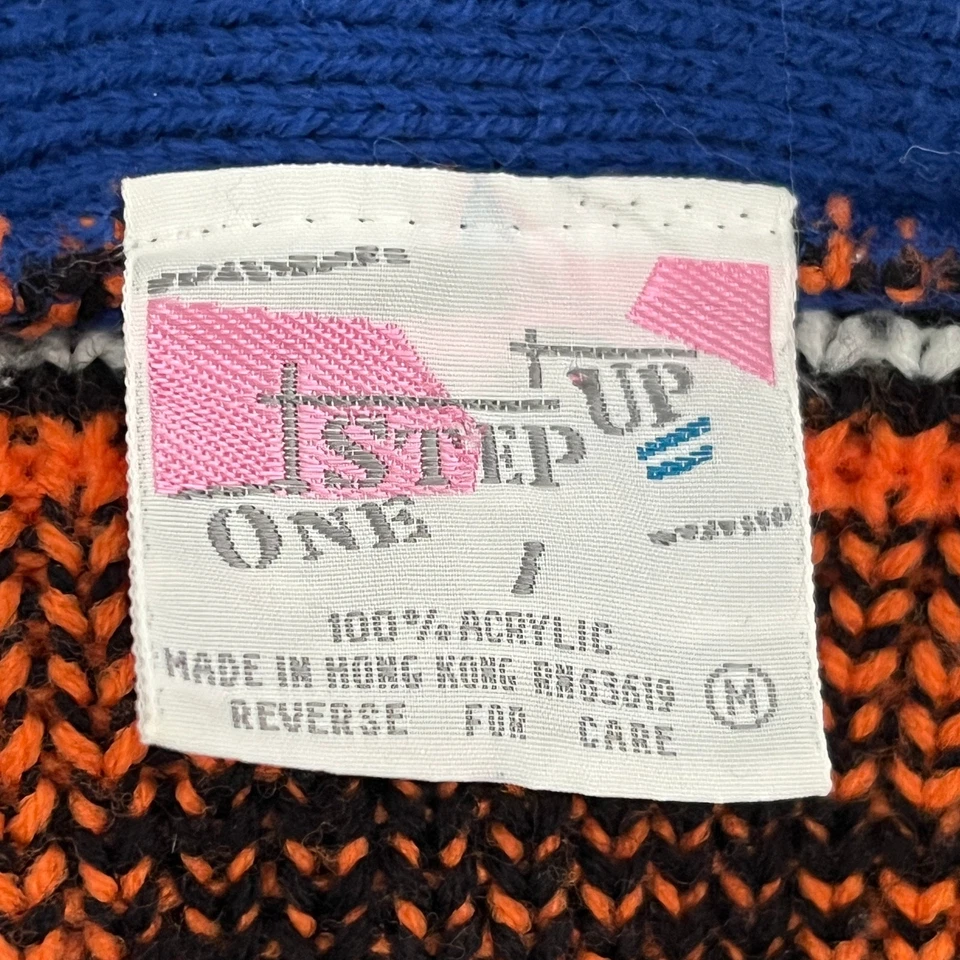 ONE STEP UP
100% ACRYLIC
MADE IN HONG KONG RN63619 M
REVERSE FOR CARE